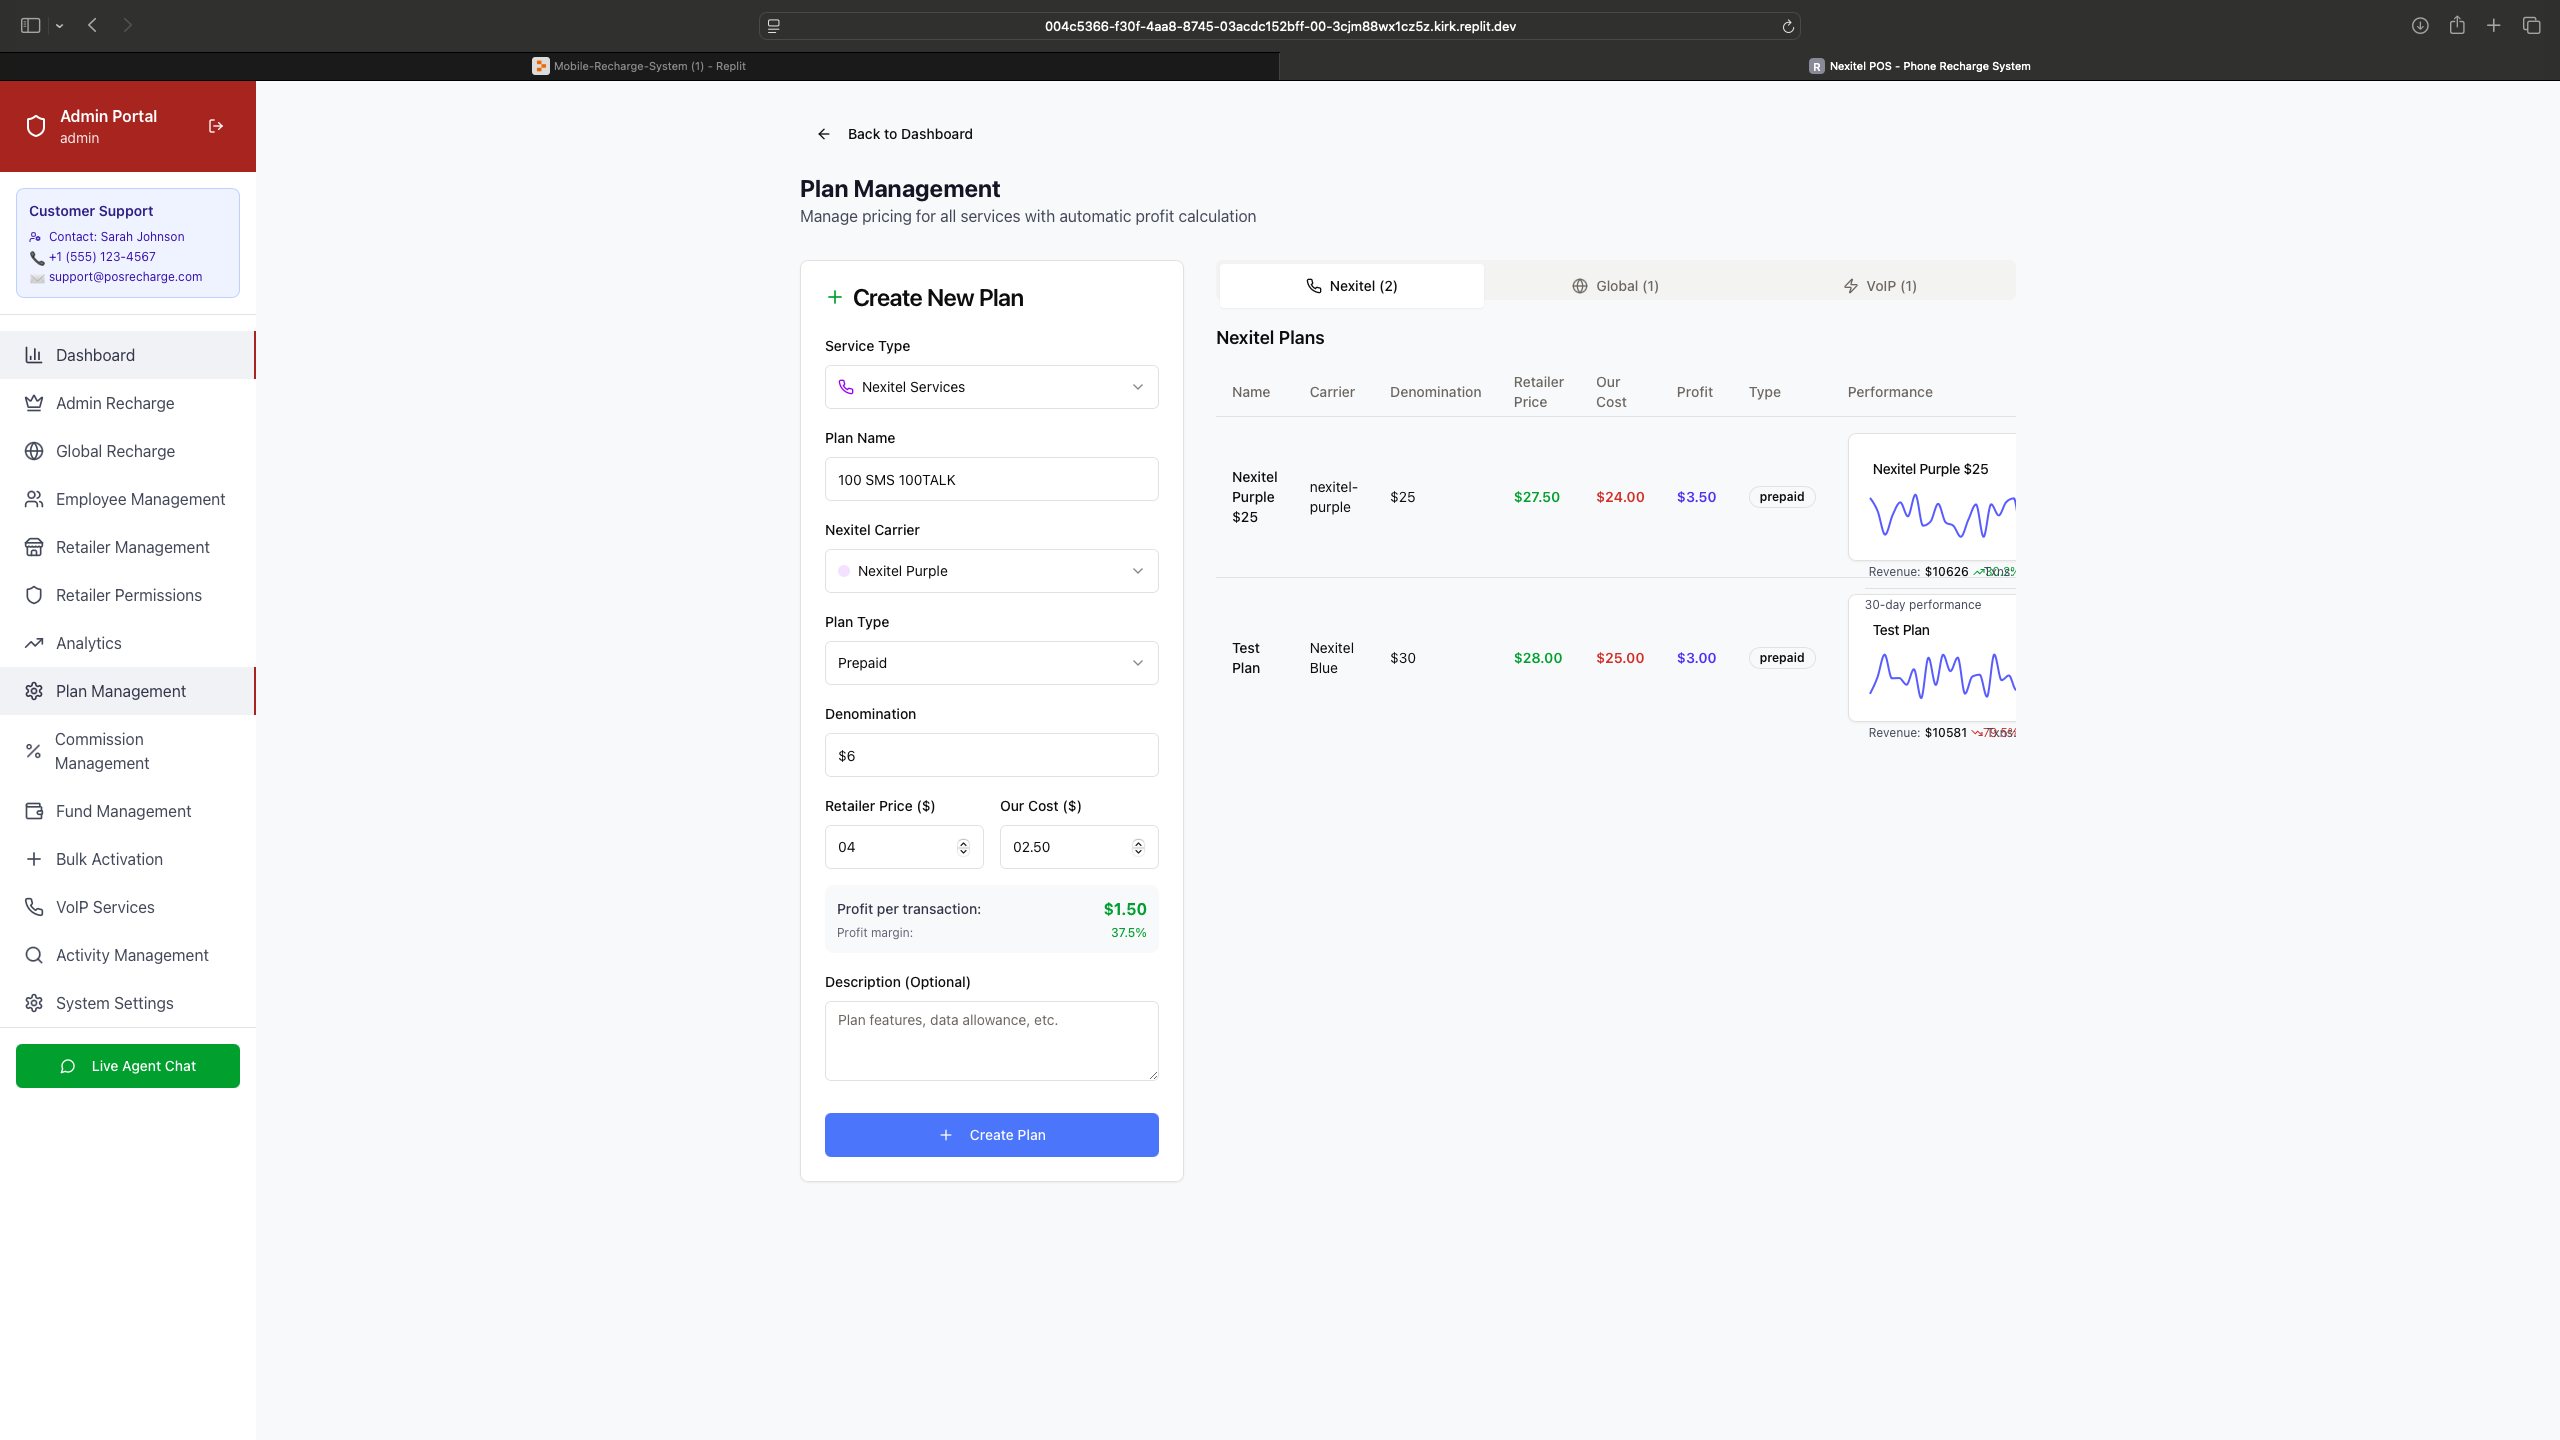 004c5366-f30f-4aa8-8745-03acdc152bff-00-3cjm88wx1cz5z.kirk.replit.dev
Mobile-Recharge-System (1) - Replit
R Nexitel POS - Phone Recharge System
Admin Portal
admin
Customer Support
Contact: Sarah Johnson
+1 (555) 123-4567
support@posrecharge.com
Dashboard
Admin Recharge
Global Recharge
Employee Management
Retailer Management
Retailer Permissions
Analytics
Plan Management
Commission
Management
Fund Management
Bulk Activation
VoIP Services
Activity Management
System Settings
Live Agent Chat
Back to Dashboard
Plan Management
Manage pricing for all services with automatic profit calculation
Create New Plan
Service Type
Nexitel Services
Plan Name
100 SMS 100TALK
Nexitel Carrier
Nexitel Purple
Plan Type
Prepaid
Denomination
$6
Retailer Price ($) Our Cost ($)
04 02.50
Profit per transaction: $1.50
Profit margin: 37.5%
Description (Optional)
Plan features, data allowance, etc.
Create Plan
Nexitel (2) Global (1) VoIP (1)
Nexitel Plans
Name Carrier Denomination Retailer Price Our Cost Profit Type Performance
Nexitel Purple $25 nexitel-purple $25 $27.50 $24.00 $3.50 prepaid
Nexitel Purple $25
Revenue: $10626
30-day performance
Test Plan Nexitel Blue $30 $28.00 $25.00 $3.00 prepaid
Test Plan
Revenue: $10581